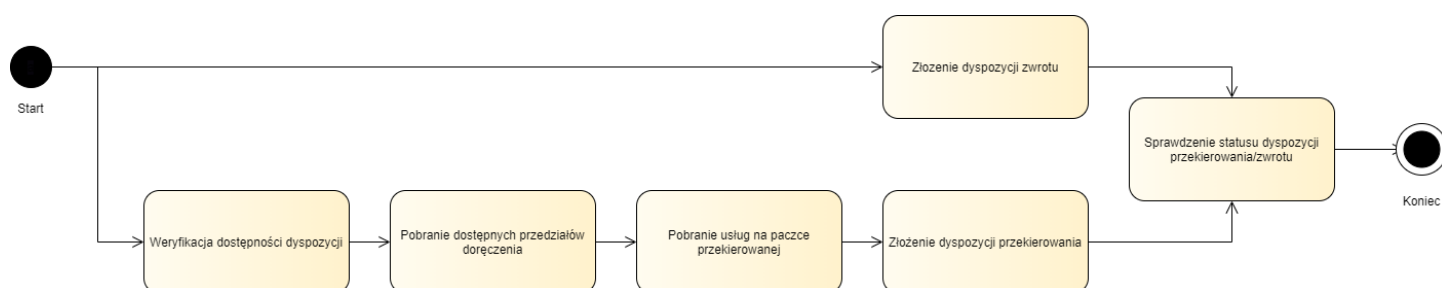 Złozenie dyspozycji zwrotu
Start
Sprawdzenie statusu dyspozycji
przekierowania/zwrotu
Koniec
Weryfikacja dostępności dyspozycji
Pobranie dostępnych przedziałów
doręczenia
Pobranie usług na paczce
przekierowanej
Złożenie dyspozycji przekierowania